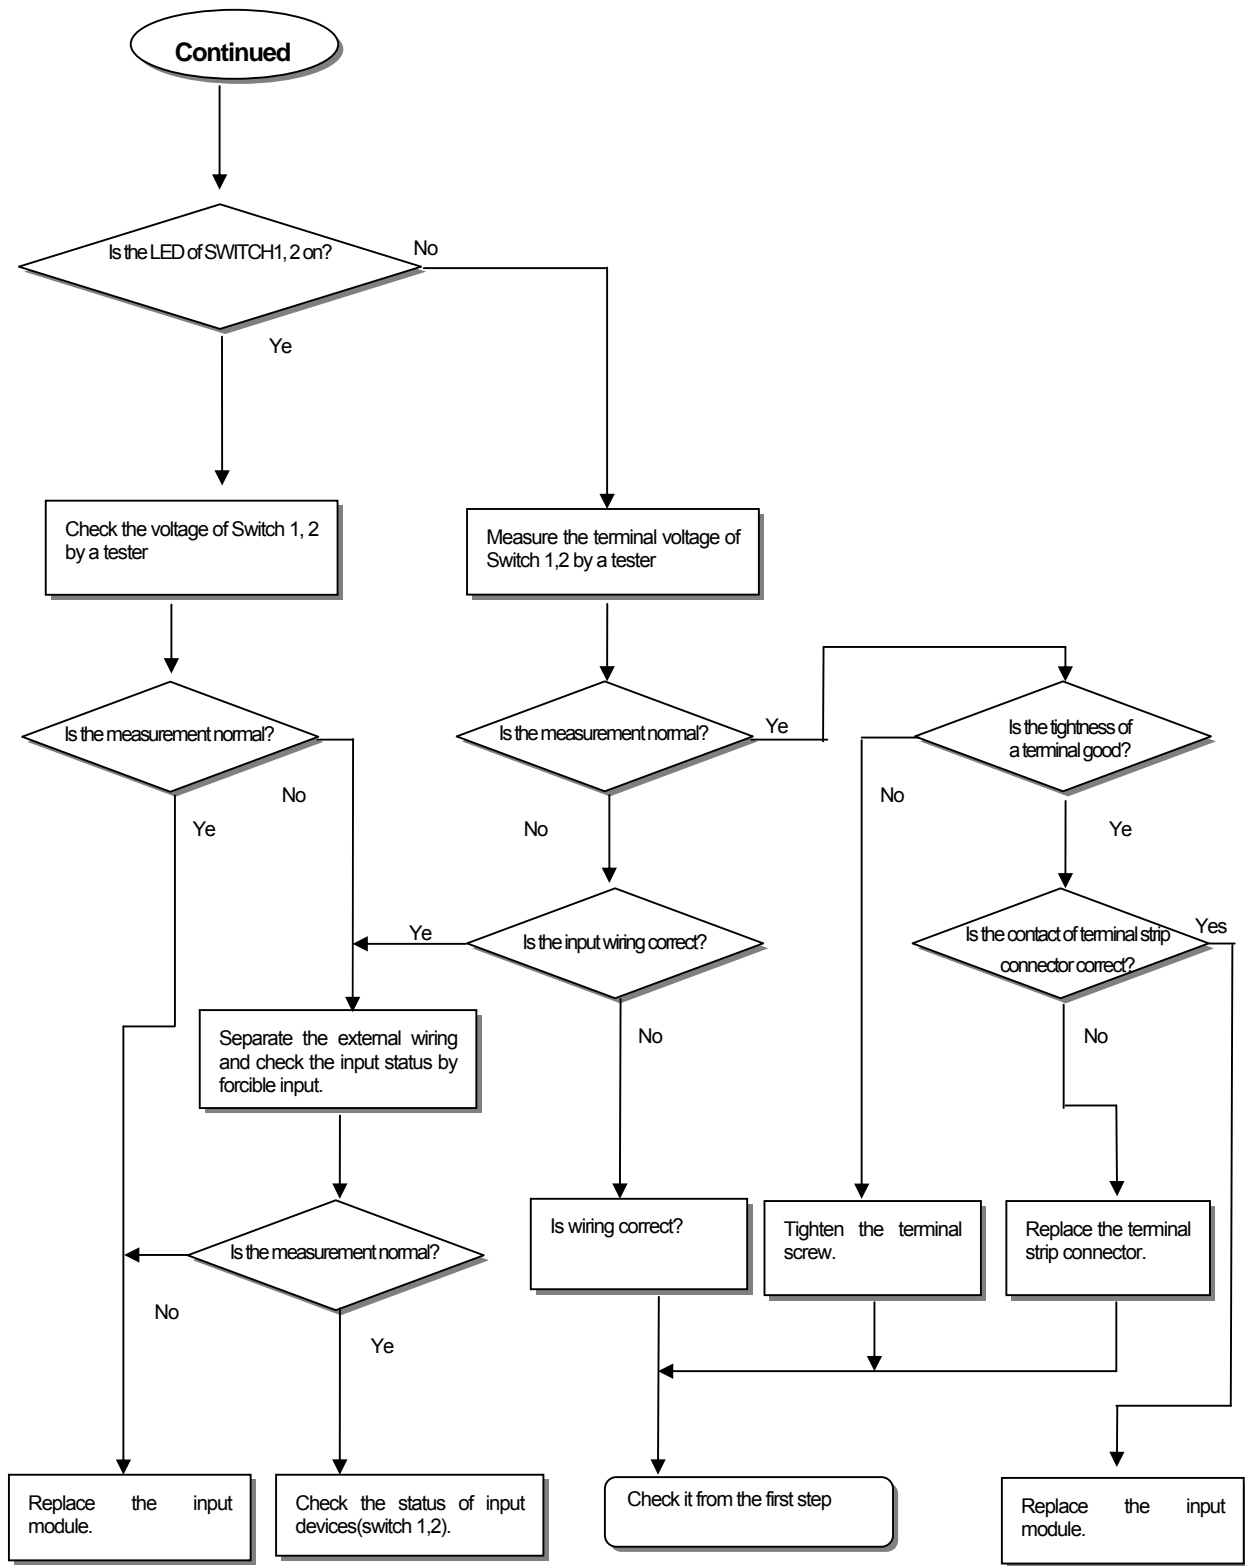 Continued
Is the LED of SWITCH1, 2 on?
No
Ye
Check the voltage of Switch 1, 2
by a tester
Measure the terminal voltage of
Switch 1,2 by a tester
Is the measurement normal?
Is the measurement normal?
Ye
Is the tightness of
a terminal good?
No
No
Ye
No
Ye
Ye
Is the input wiring correct?
Is the contact of terminal strip
connector correct?
Yes
Separate the external wiring
and check the input status by
forcible input.
No
No
Is the measurement normal?
Is wiring correct?
Tighten the terminal
screw.
Replace the terminal
strip connector.
No
Ye
Replace the input
module.
Check the status of input
devices(switch 1,2).
Check it from the first step
Replace the input
module.